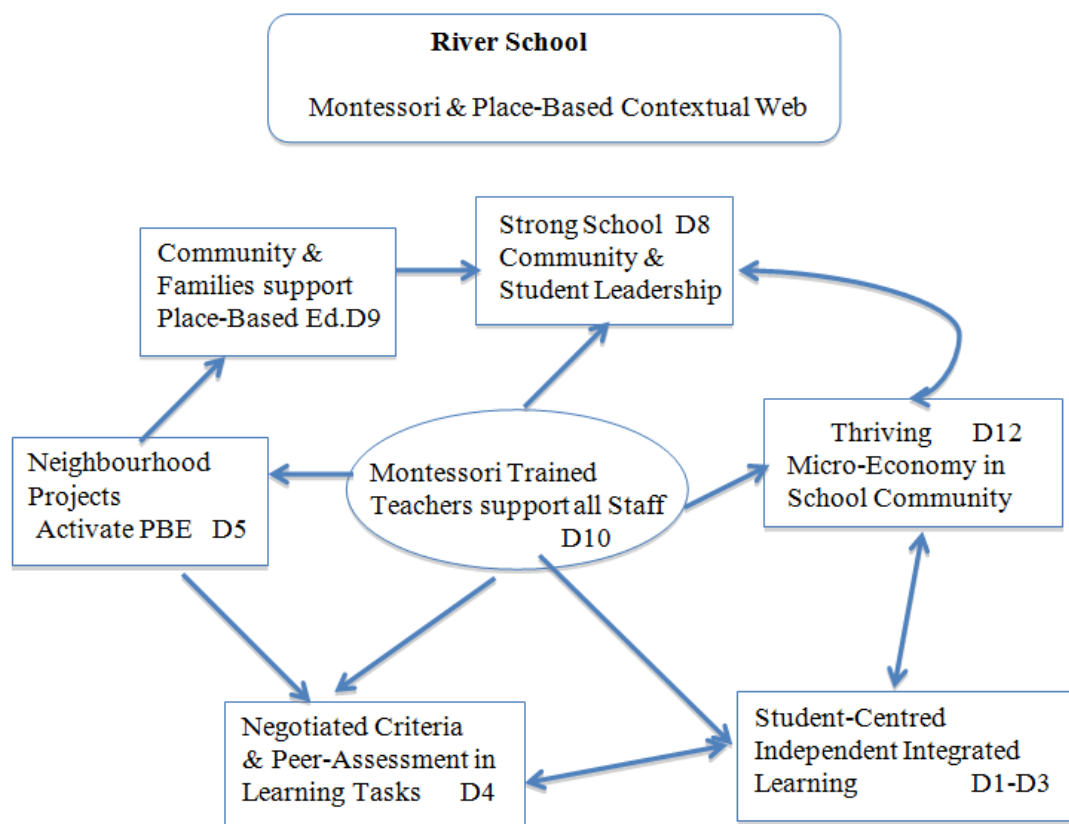 River School
Montessori & Place-Based Contextual Web
Strong School D8
Community &
Student Leadership
Community &
Families support
Place-Based Ed.D9
Thriving D12
Micro-Economy in
School Community
Neighbourhood
Projects
Activate PBE D5
Montessori Trained
Teachers support all Staff
D10
Negotiated Criteria
& Peer-Assessment in
Learning Tasks D4
Student-Centred
Independent Integrated
Learning D1-D3